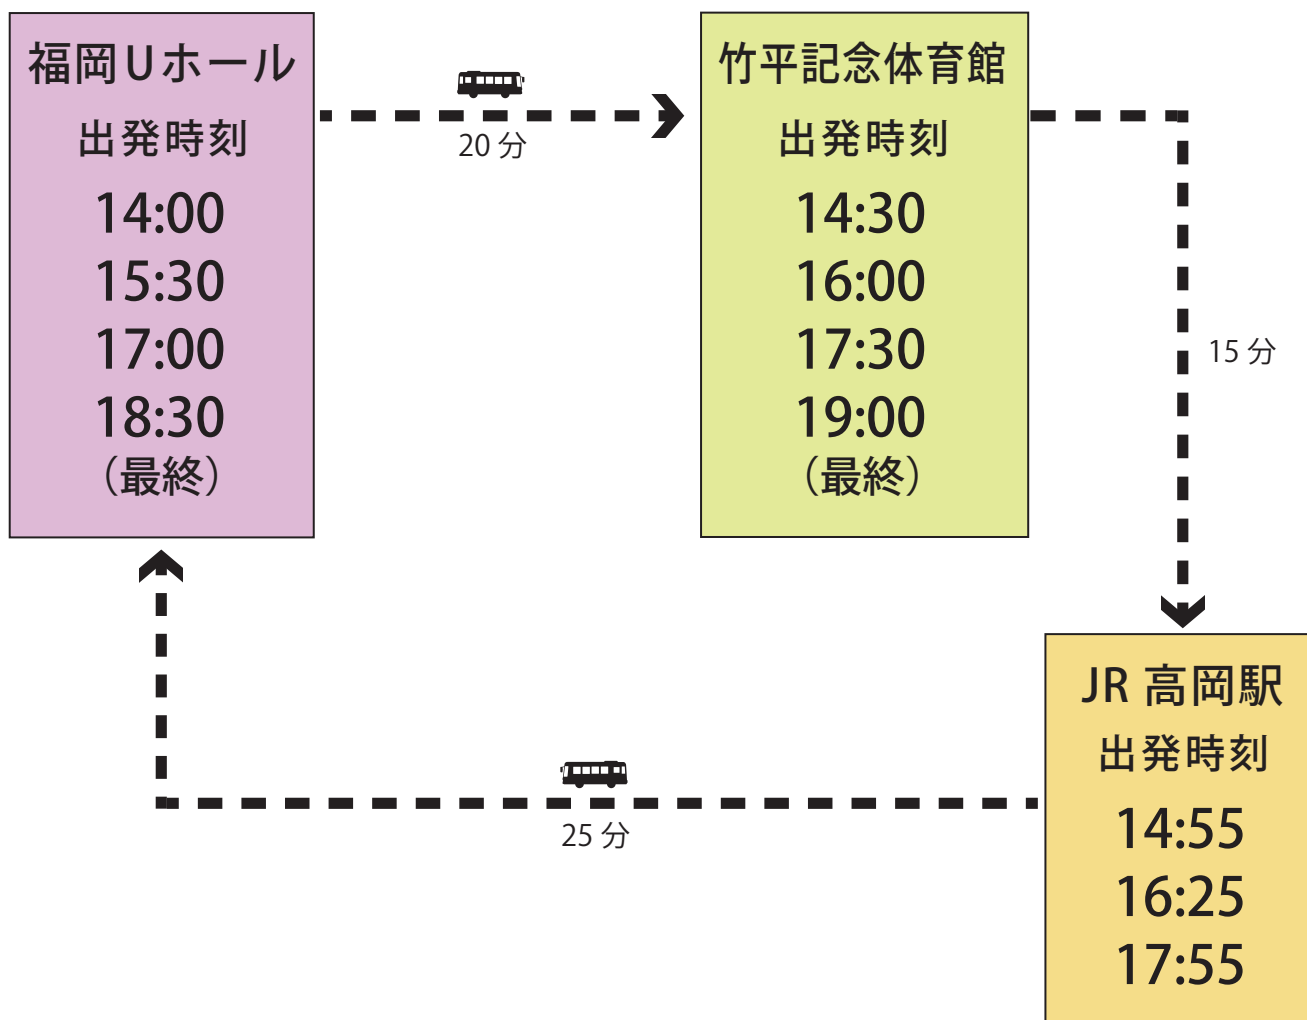 福岡Uホール
出発時刻
14:00
15:30
17:00
18:30
（最終）
20 分
竹平記念体育館
出発時刻
14:30
16:00
17:30
19:00
（最終）
15 分
JR 高岡駅
出発時刻
14:55
16:25
17:55
25 分